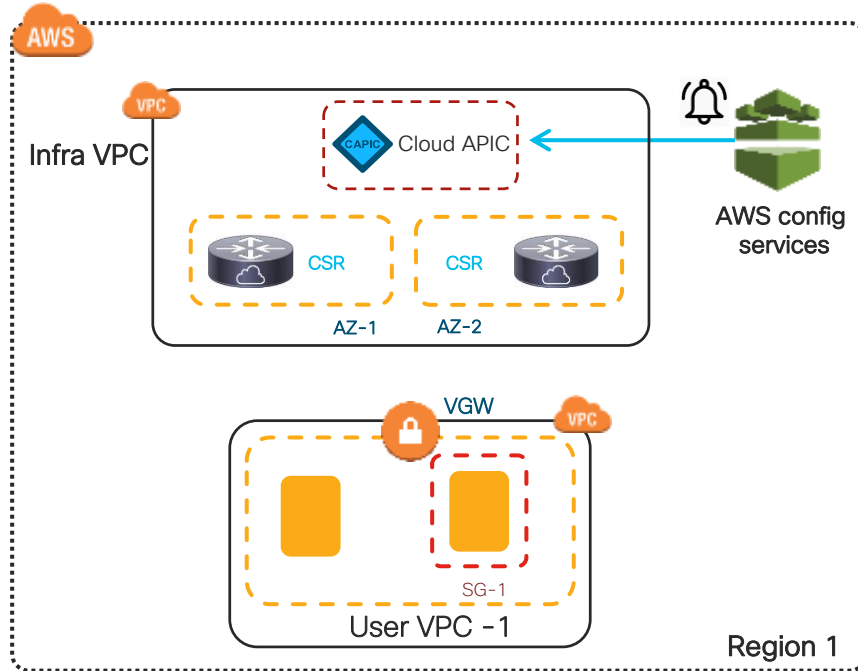 AWS
VPC
Infra VPC
CAPIC
Cloud APIC
AWS config
services
CSR
CSR
AZ-1
AZ-2
VGW
VPC
SG-1
User VPC -1
Region 1